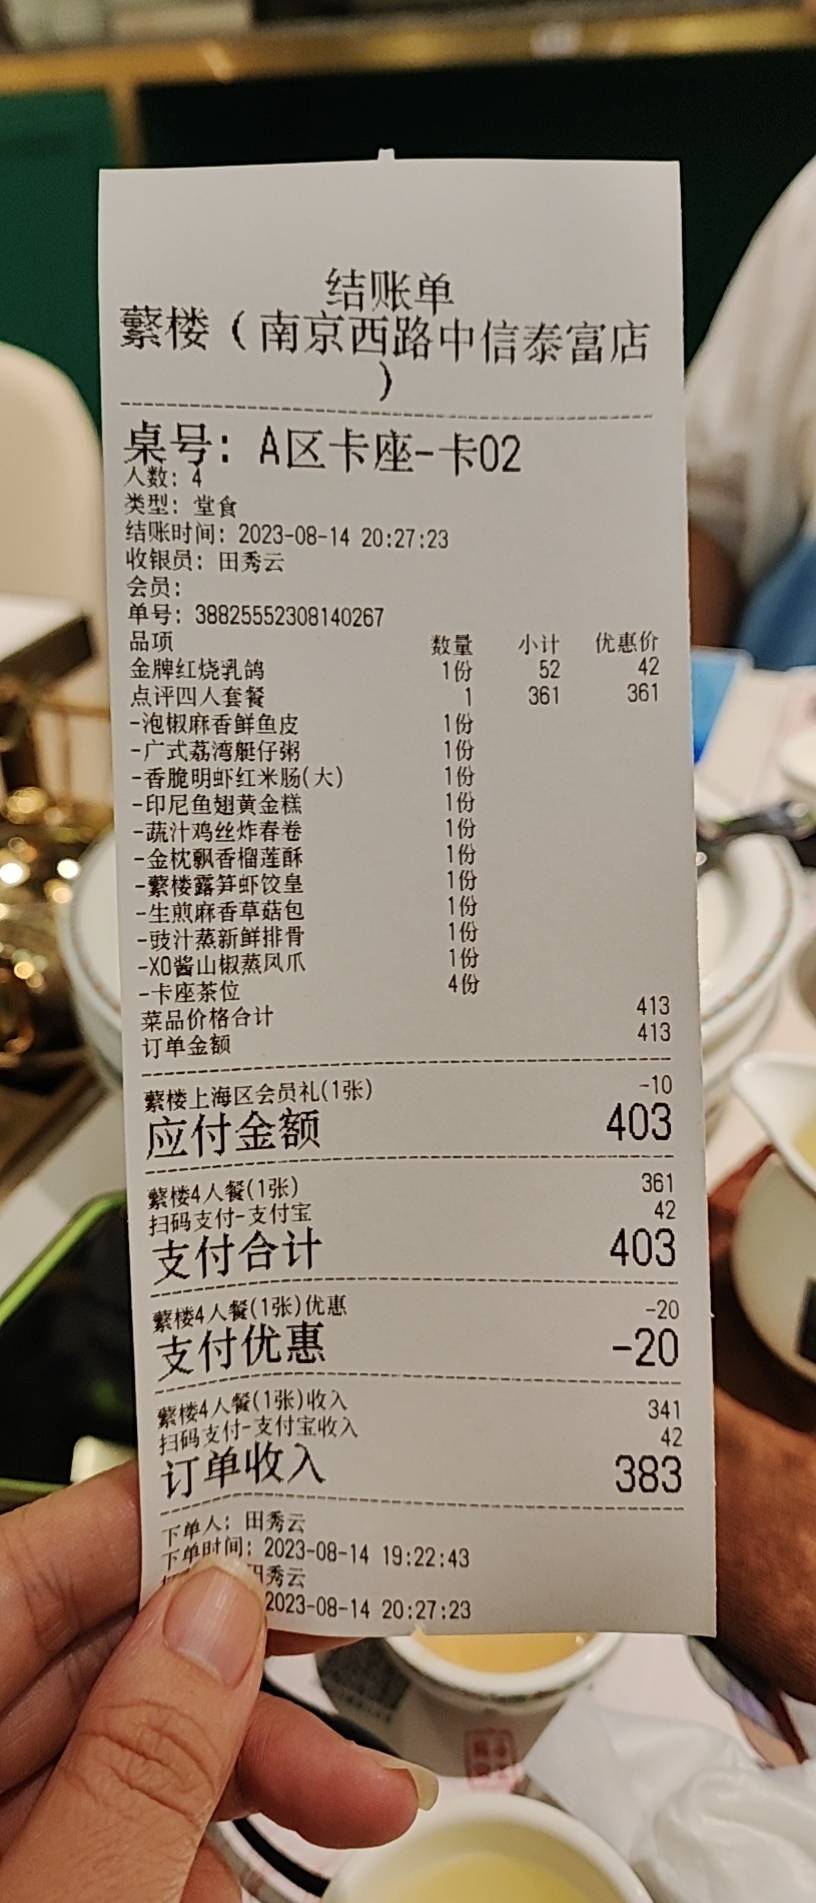 结账单
蘩楼（南京西路中信泰富店
）
桌号：A区卡座-卡02
人数：4
类型：堂食
结账时间：2023-08-14 20:27:23
收银员：田秀云
会员：
单号：388255552308140267
品项 数量 小计 优惠价
金牌红烧乳鸽 1份 52 42
点评四人套餐 1 361 361
-泡椒麻香鲜鱼皮 1份
-广式荔湾艇仔粥 1份
-香脆明虾红米肠(大) 1份
-印尼鱼翅黄金糕 1份
-蔬汁鸡丝炸春卷 1份
-金枕飘香榴莲酥 1份
-蘩楼露笋虾饺皇 1份
-生煎麻香草菇包 1份
-豉汁蒸新鲜排骨 1份
-XO酱山椒蒸凤爪 1份
-卡座茶位 4份
菜品价格合计 413
订单金额 413
蘩楼上海区会员礼(1张) -10
应付金额 403
蘩楼4人餐(1张) 361
扫码支付-支付宝 42
支付合计 403
蘩楼4人餐(1张)优惠 -20
支付优惠 -20
蘩楼4人餐(1张)收入 341
扫码支付-支付宝收入 42
订单收入 383
下单人：田秀云
下单时间：2023-08-14 19:22:43
田秀云
2023-08-14 20:27:23